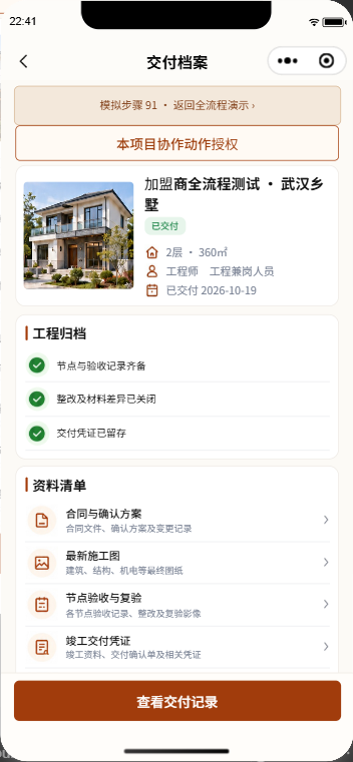 22:41
交付档案
模拟步骤 91 · 返回全流程演示 ›
本项目协作动作授权
加盟商全流程测试 · 武汉乡墅
已交付
2层 · 360㎡
工程师 工程兼岗人员
已交付 2026-10-19
工程归档
节点与验收记录齐备
整改及材料差异已关闭
交付凭证已留存
资料清单
合同与确认方案
合同文件、确认方案及变更记录
最新施工图
建筑、结构、机电等最终图纸
节点验收与复验
各节点验收记录、整改及复验影像
竣工交付凭证
竣工资料、交付确认单及相关凭证
查看交付记录